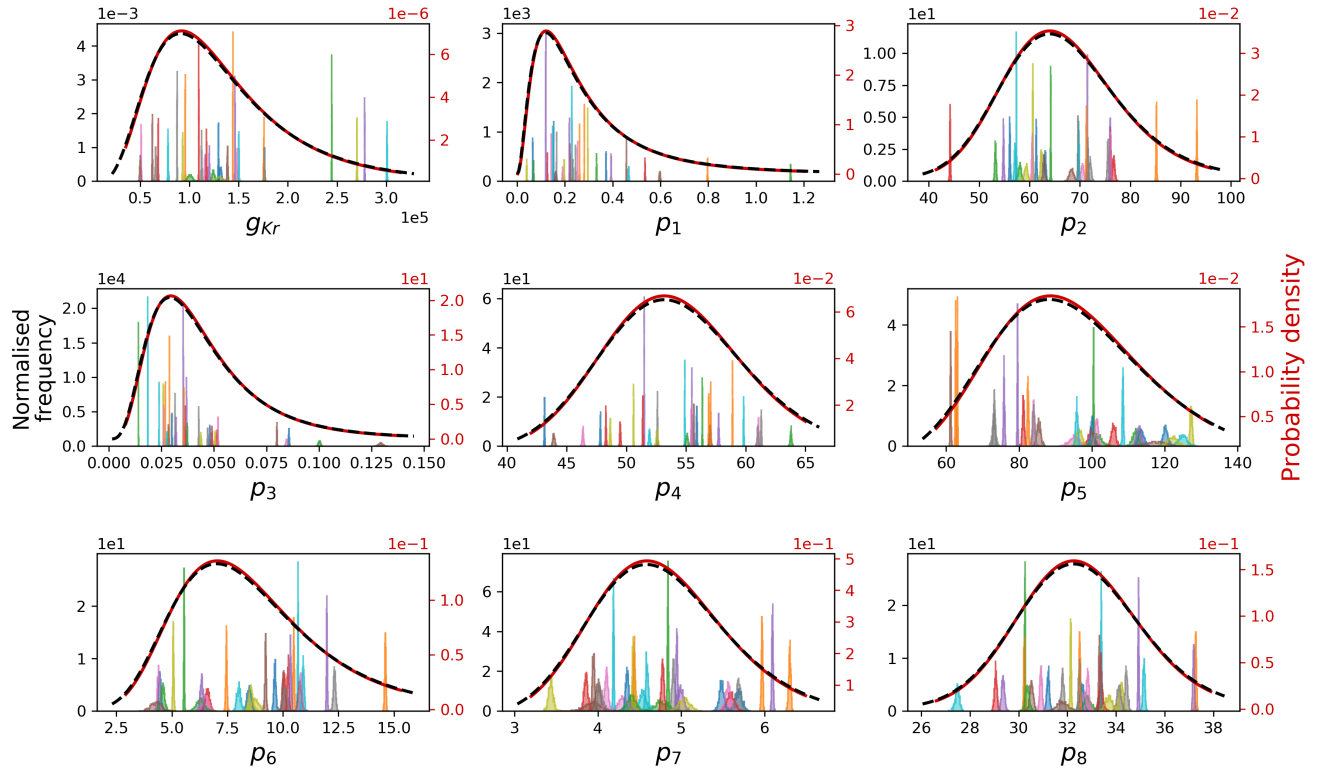 1e−3 1e−6 1e3 1e1 1e−2
4 3 2 1 0
6 4 2
3 2 1 0
3 2 1 0
1.00 0.75 0.50 0.25 0.00
3 2 1 0
0.5 1.0 1.5 2.0 2.5 3.0
1e5
0.0 0.2 0.4 0.6 0.8 1.0 1.2
40 50 60 70 80 90 100
g_Kr p_1 p_2
Normalised
frequency
Probability density
1e4 1e1 1e1 1e−2 1e−2
2.0 1.5 1.0 0.5 0.0
2.0 1.5 1.0 0.5 0.0
6 4 2 0
6 4 2
4 2 0
1.5 1.0 0.5
0.000 0.025 0.050 0.075 0.100 0.125 0.150
40 45 50 55 60 65
60 80 100 120 140
p_3 p_4 p_5
1e1 1e−1 1e1 1e−1 1e1 1e−1
2 1 0
1.0 0.5 0.0
6 4 2 0
5 4 3 2 1
2 1 0
1.5 1.0 0.5 0.0
2.5 5.0 7.5 10.0 12.5 15.0
3 4 5 6
26 28 30 32 34 36 38
p_6 p_7 p_8